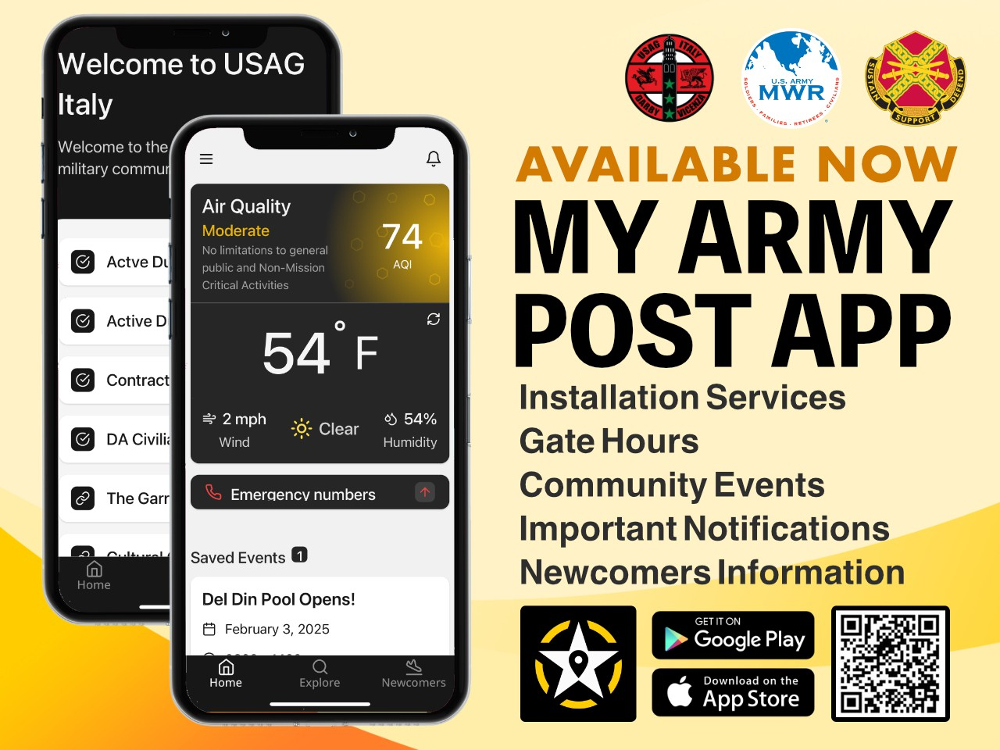 Welcome to USAG
Italy
Welcome to the
military commun
Actve Du
Active D
Contract
DA Civilia
The Garr
Cultural
Home
Air Quality
Moderate
No limitations to general
public and Non-Mission
Critical Activities
74
AQI
54°F
2 mph
Wind
Clear
54%
Humidity
Emergency numbers
Saved Events 1
Del Din Pool Opens!
February 3, 2025
Home
Explore
Newcomers
USAG ITALY
DARBY VICENZA
U.S. ARMY
MWR
SOLDIERS · FAMILIES · RETIREES · CIVILIANS
SUSTAIN
SUPPORT
DEFEND
AVAILABLE NOW
MY ARMY
POST APP
Installation Services
Gate Hours
Community Events
Important Notifications
Newcomers Information
GET IT ON
Google Play
Download on the
App Store